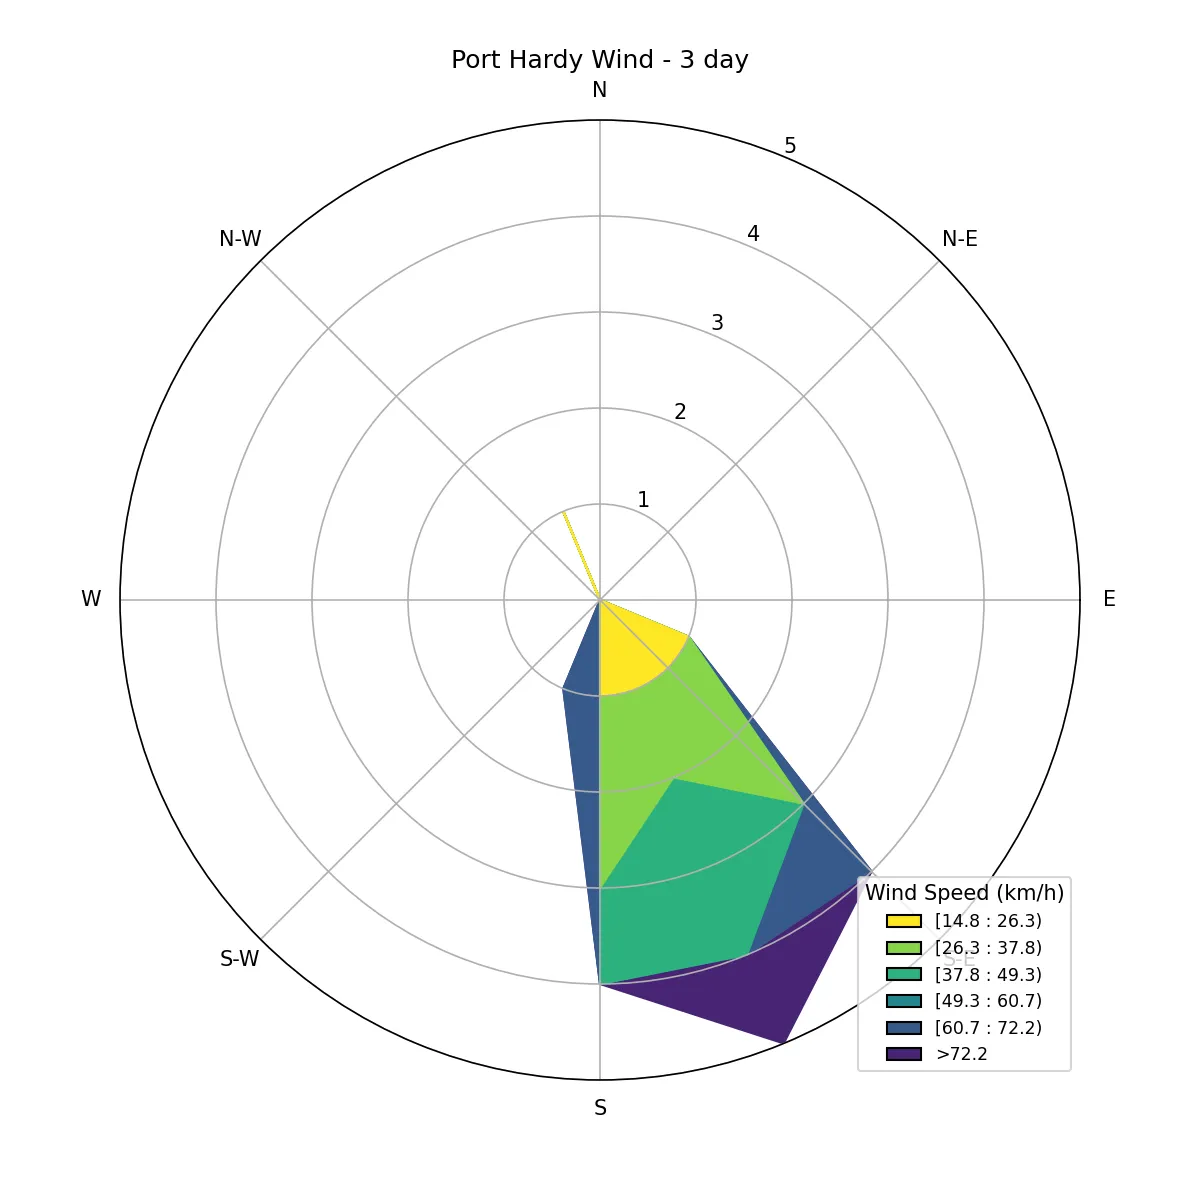 Port Hardy Wind - 3 day
N
5
4
N-W
N-E
3
2
1
W
E
Wind Speed (km/h)
[14.8 : 26.3)
[26.3 : 37.8)
S-W
S-E
[37.8 : 49.3)
[49.3 : 60.7)
[60.7 : 72.2)
>72.2
S